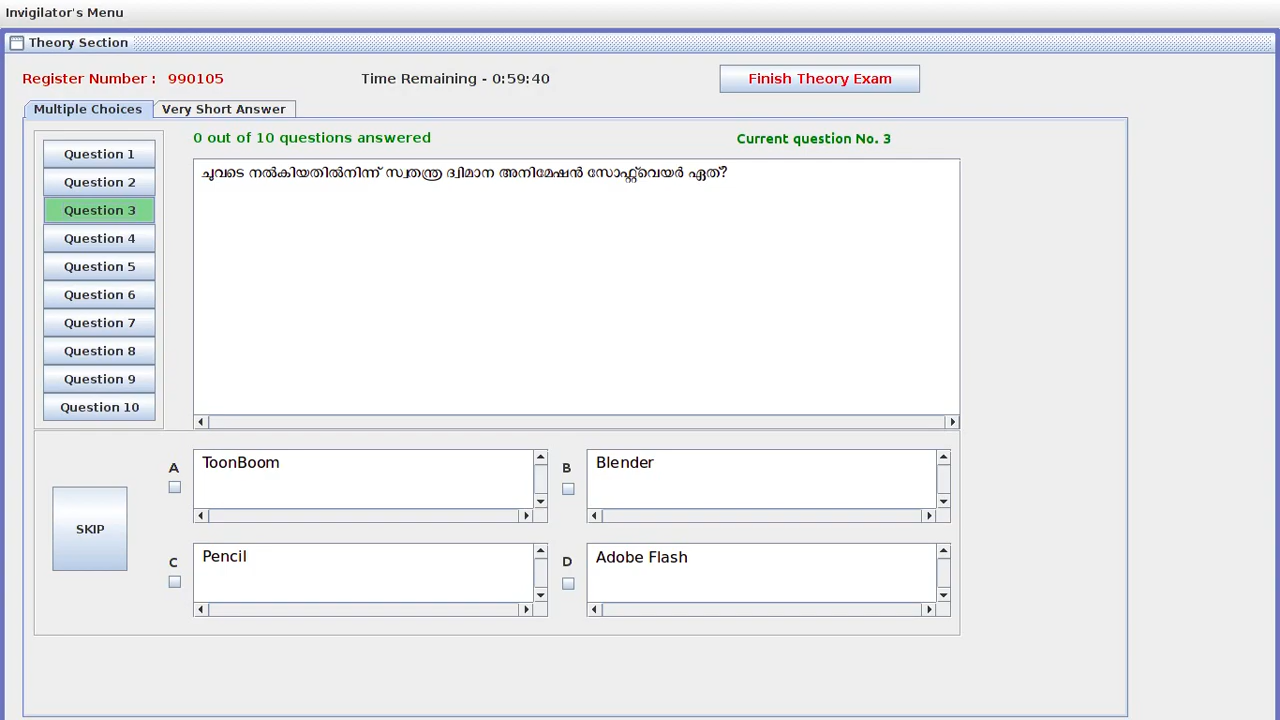 Invigilator's Menu
Theory Section
Register Number : 990105
Time Remaining - 0:59:40
Finish Theory Exam
Multiple Choices
Very Short Answer
0 out of 10 questions answered
Current question No. 3
Question 1
Question 2
Question 3
Question 4
Question 5
Question 6
Question 7
Question 8
Question 9
Question 10
ചുവടെ നൽകിയതിൽനിന്ന് സ്വതന്ത്ര ദ്വിമാന അനിമേഷൻ സോഫ്റ്റ്‌വെയർ ഏത്?
SKIP
A
ToonBoom
B
Blender
C
Pencil
D
Adobe Flash